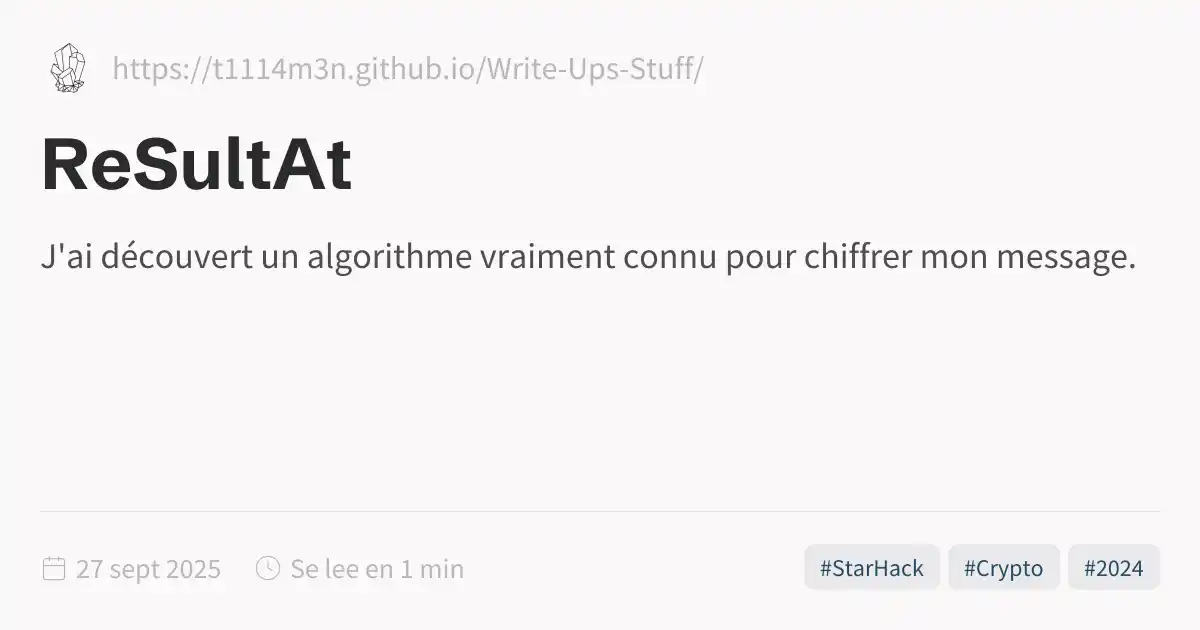 https://t1114m3n.github.io/Write-Ups-Stuff/
ReSultAt
J'ai découvert un algorithme vraiment connu pour chiffrer mon message.
27 sept 2025 Se lee en 1 min #StarHack #Crypto #2024